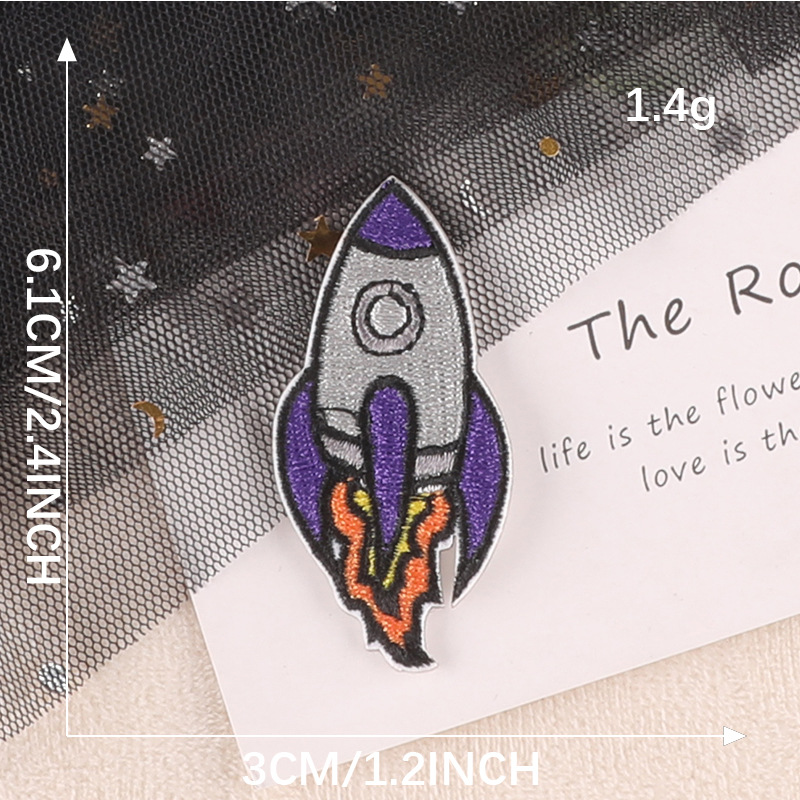 1.4g
6.1CM/2.4INCH
The Ro
life is the flowe
love is th
3CM/1.2INCH